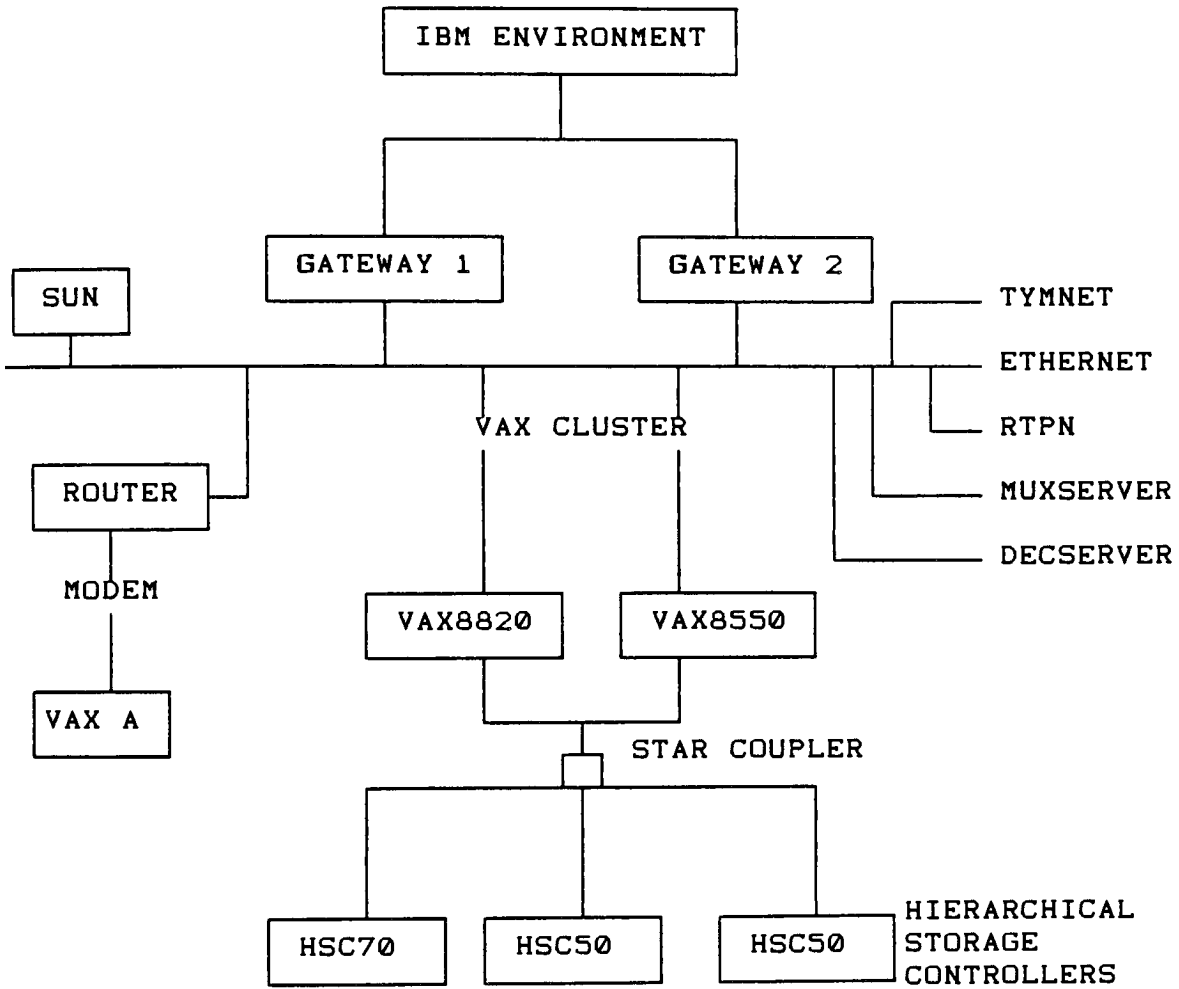 IBM ENVIRONMENT
GATEWAY 1
GATEWAY 2
SUN
TYMNET
ETHERNET
RTPN
MUXSERVER
DECSERVER
VAX CLUSTER
ROUTER
MODEM
VAX A
VAX8820
VAX8550
STAR COUPLER
HSC70
HSC50
HSC50
HIERARCHICAL
STORAGE
CONTROLLERS